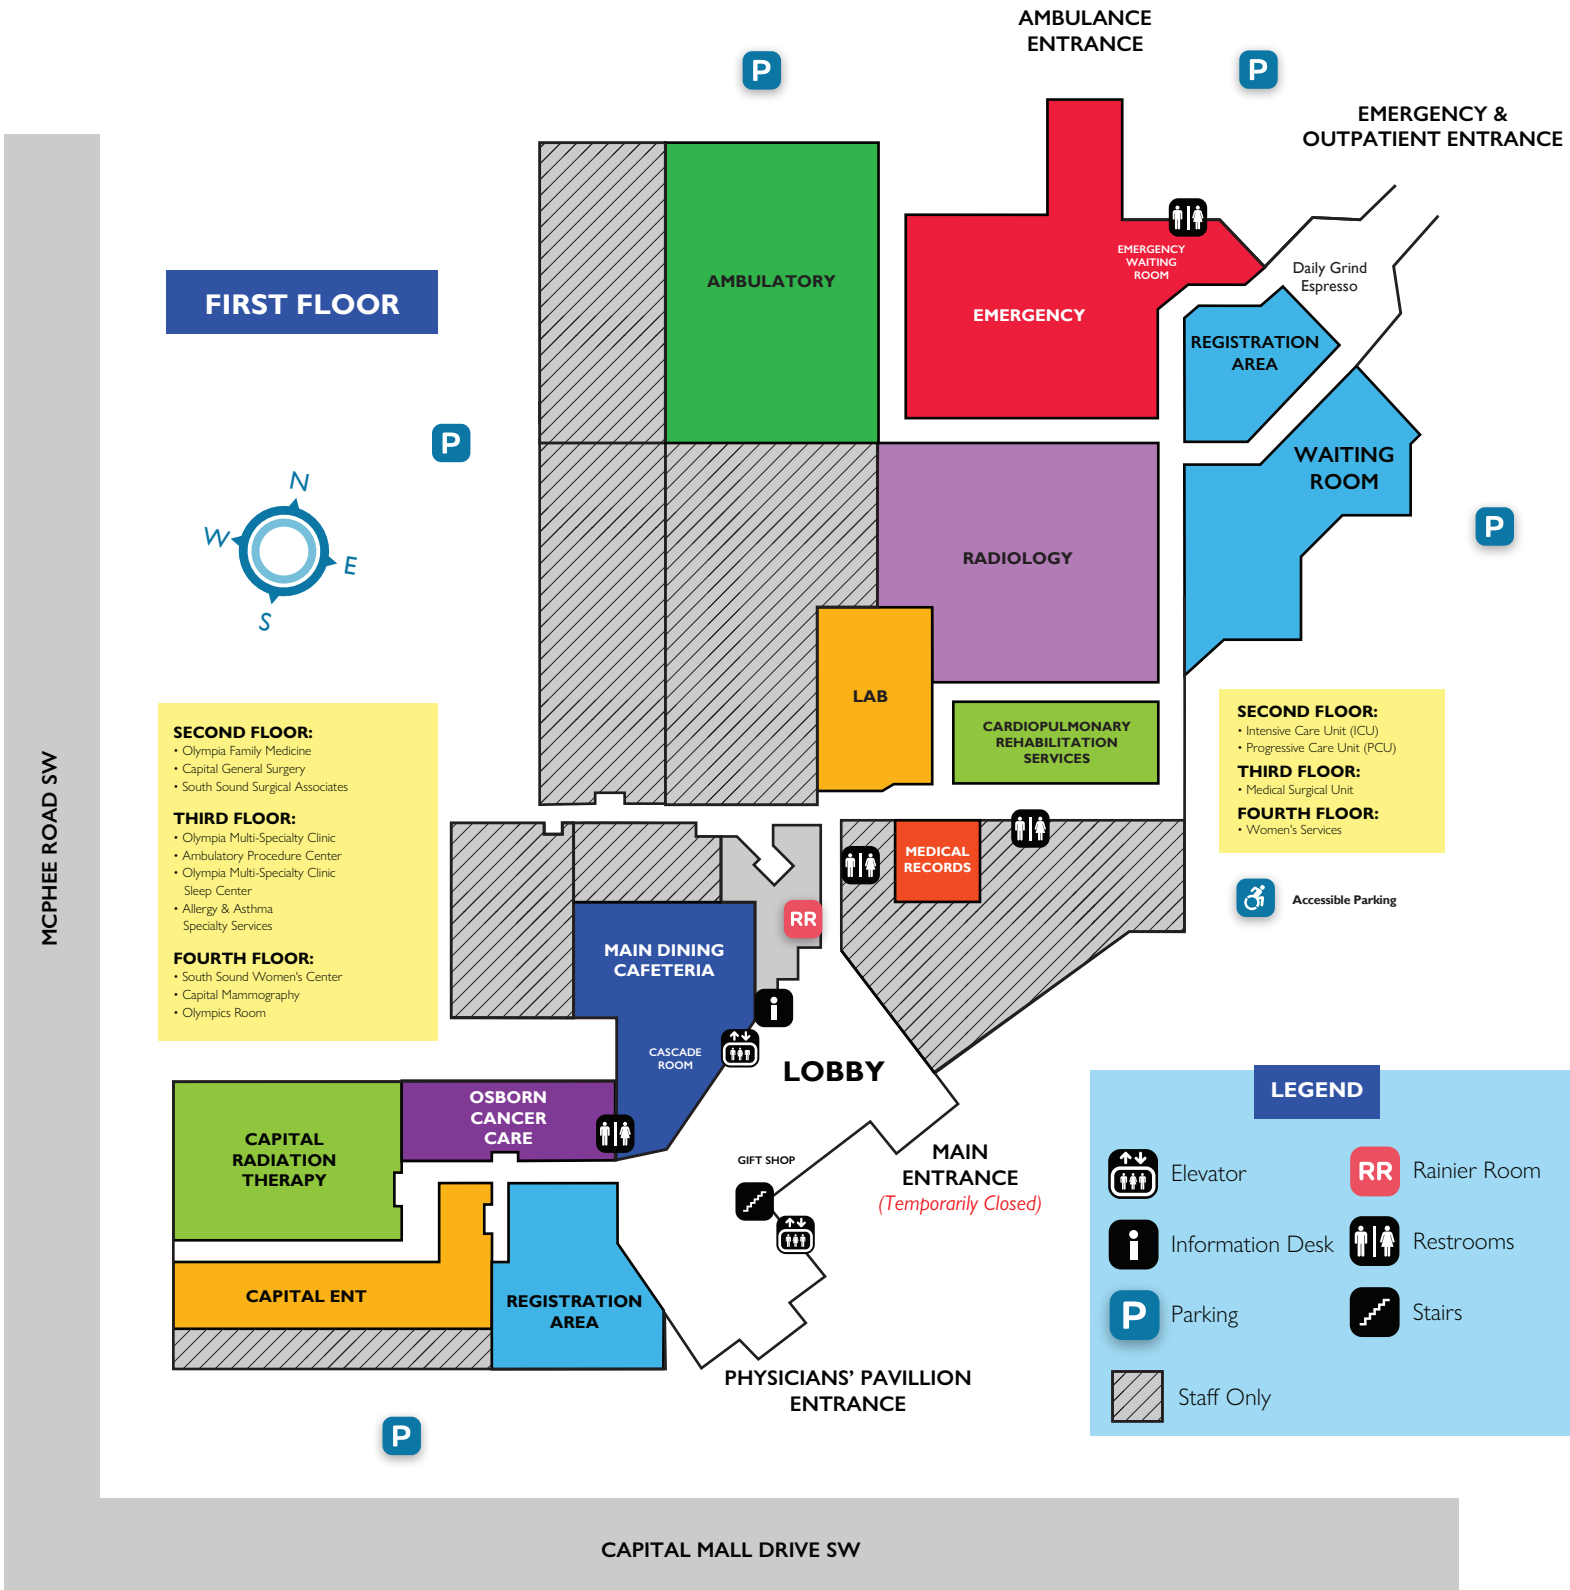 AMBULANCE
ENTRANCE
P
P
EMERGENCY &
OUTPATIENT ENTRANCE
EMERGENCY
WAITING
ROOM
Daily Grind
Espresso
FIRST FLOOR
AMBULATORY
EMERGENCY
REGISTRATION
AREA
P
WAITING
ROOM
N
W
E
S
P
RADIOLOGY
LAB
CARDIOPULMONARY
REHABILITATION
SERVICES
MCPHEE ROAD SW
SECOND FLOOR:
• Olympia Family Medicine
• Capital General Surgery
• South Sound Surgical Associates
THIRD FLOOR:
• Olympia Multi-Specialty Clinic
• Ambulatory Procedure Center
• Olympia Multi-Specialty Clinic
Sleep Center
• Allergy & Asthma
Specialty Services
FOURTH FLOOR:
• South Sound Women's Center
• Capital Mammography
• Olympics Room
SECOND FLOOR:
• Intensive Care Unit (ICU)
• Progressive Care Unit (PCU)
THIRD FLOOR:
• Medical Surgical Unit
FOURTH FLOOR:
• Women's Services
Accessible Parking
MEDICAL
RECORDS
RR
MAIN DINING
CAFETERIA
i
CASCADE
ROOM
LOBBY
OSBORN
CANCER
CARE
CAPITAL
RADIATION
THERAPY
GIFT SHOP
MAIN
ENTRANCE
(Temporarily Closed)
CAPITAL ENT
REGISTRATION
AREA
PHYSICIANS' PAVILLION
ENTRANCE
P
LEGEND
Elevator
RR Rainier Room
i Information Desk
Restrooms
P Parking
Stairs
Staff Only
CAPITAL MALL DRIVE SW